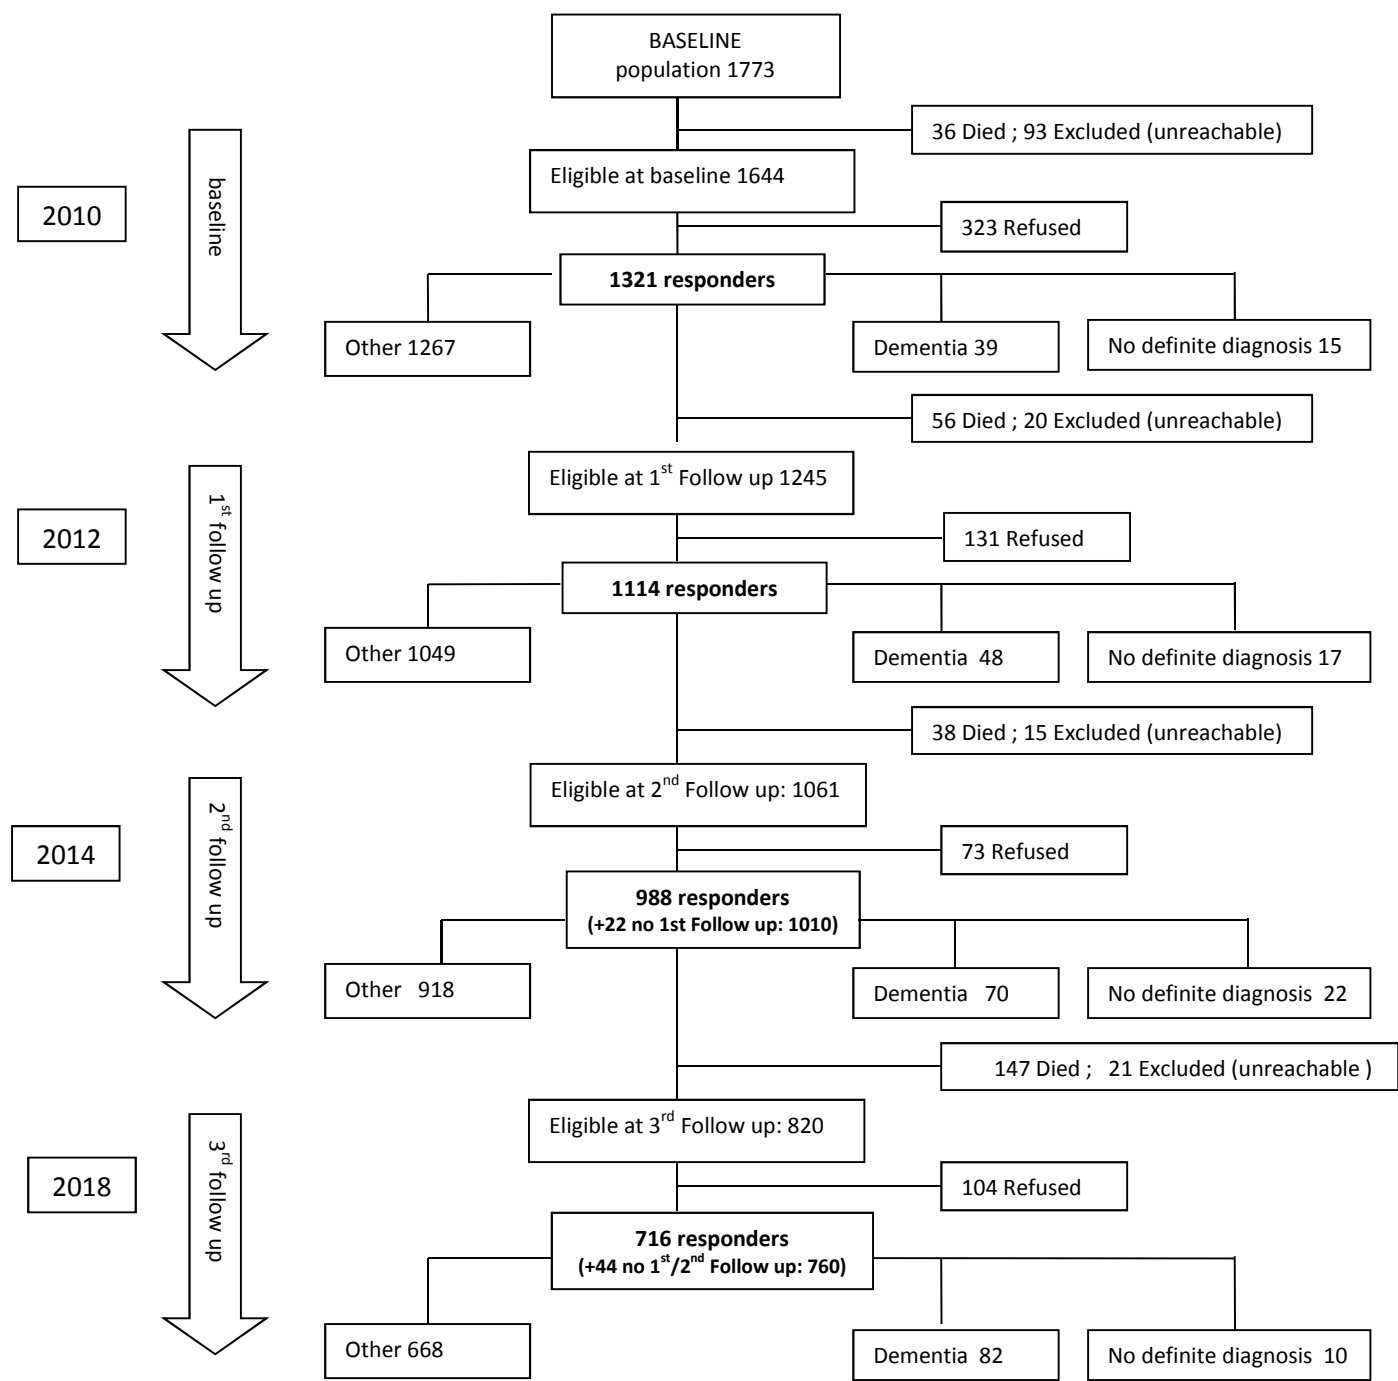 BASELINE
population 1773
36 Died ; 93 Excluded (unreachable)
Eligible at baseline 1644
baseline
2010
323 Refused
1321 responders
Other 1267
Dementia 39
No definite diagnosis 15
56 Died ; 20 Excluded (unreachable)
Eligible at 1st Follow up 1245
1st follow up
2012
131 Refused
1114 responders
Other 1049
Dementia 48
No definite diagnosis 17
38 Died ; 15 Excluded (unreachable)
Eligible at 2nd Follow up: 1061
2nd follow up
2014
73 Refused
988 responders
(+22 no 1st Follow up: 1010)
Other 918
Dementia 70
No definite diagnosis 22
147 Died ; 21 Excluded (unreachable )
Eligible at 3rd Follow up: 820
3rd follow up
2018
104 Refused
716 responders
(+44 no 1st/2nd Follow up: 760)
Other 668
Dementia 82
No definite diagnosis 10